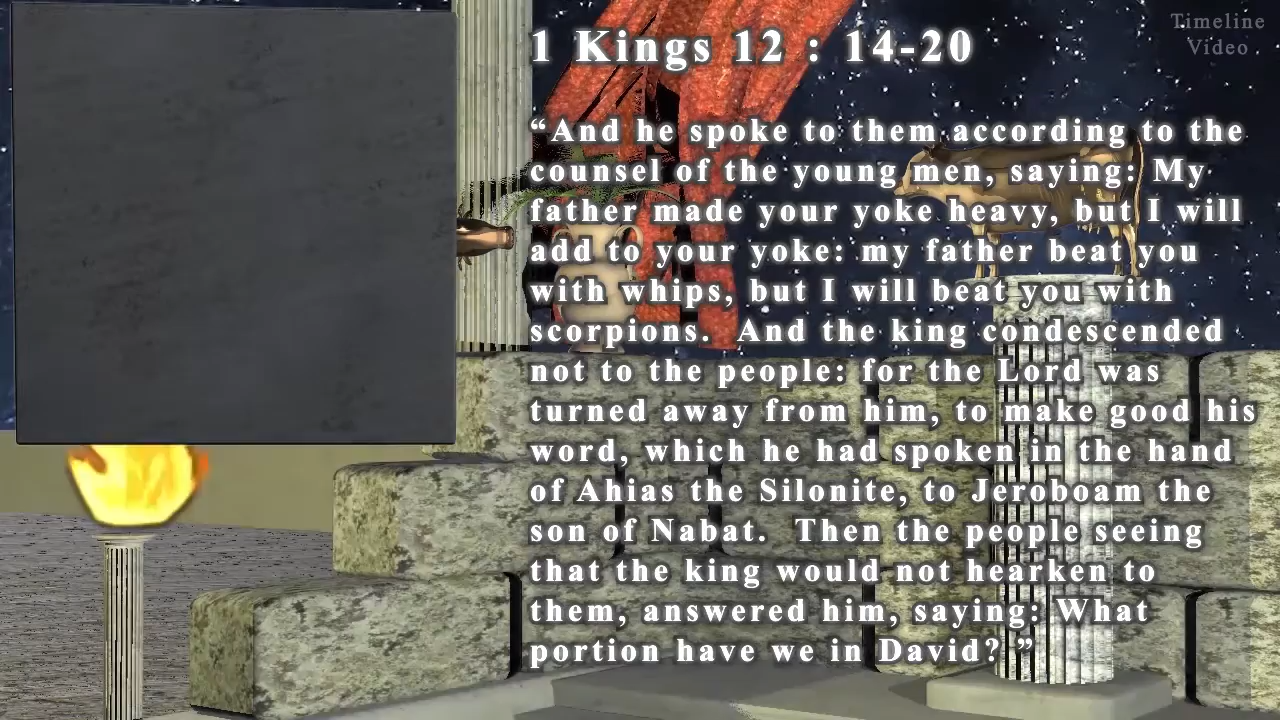 1 Kings 12 : 14-20
Timeline
Video
“And he spoke to them according to the
counsel of the young men, saying: My
father made your yoke heavy, but I will
add to your yoke: my father beat you
with whips, but I will beat you with
scorpions. And the king condescended
not to the people: for the Lord was
turned away from him, to make good his
word, which he had spoken in the hand
of Ahias the Silonite, to Jeroboam the
son of Nabat. Then the people seeing
that the king would not hearken to
them, answered him, saying: What
portion have we in David? ”